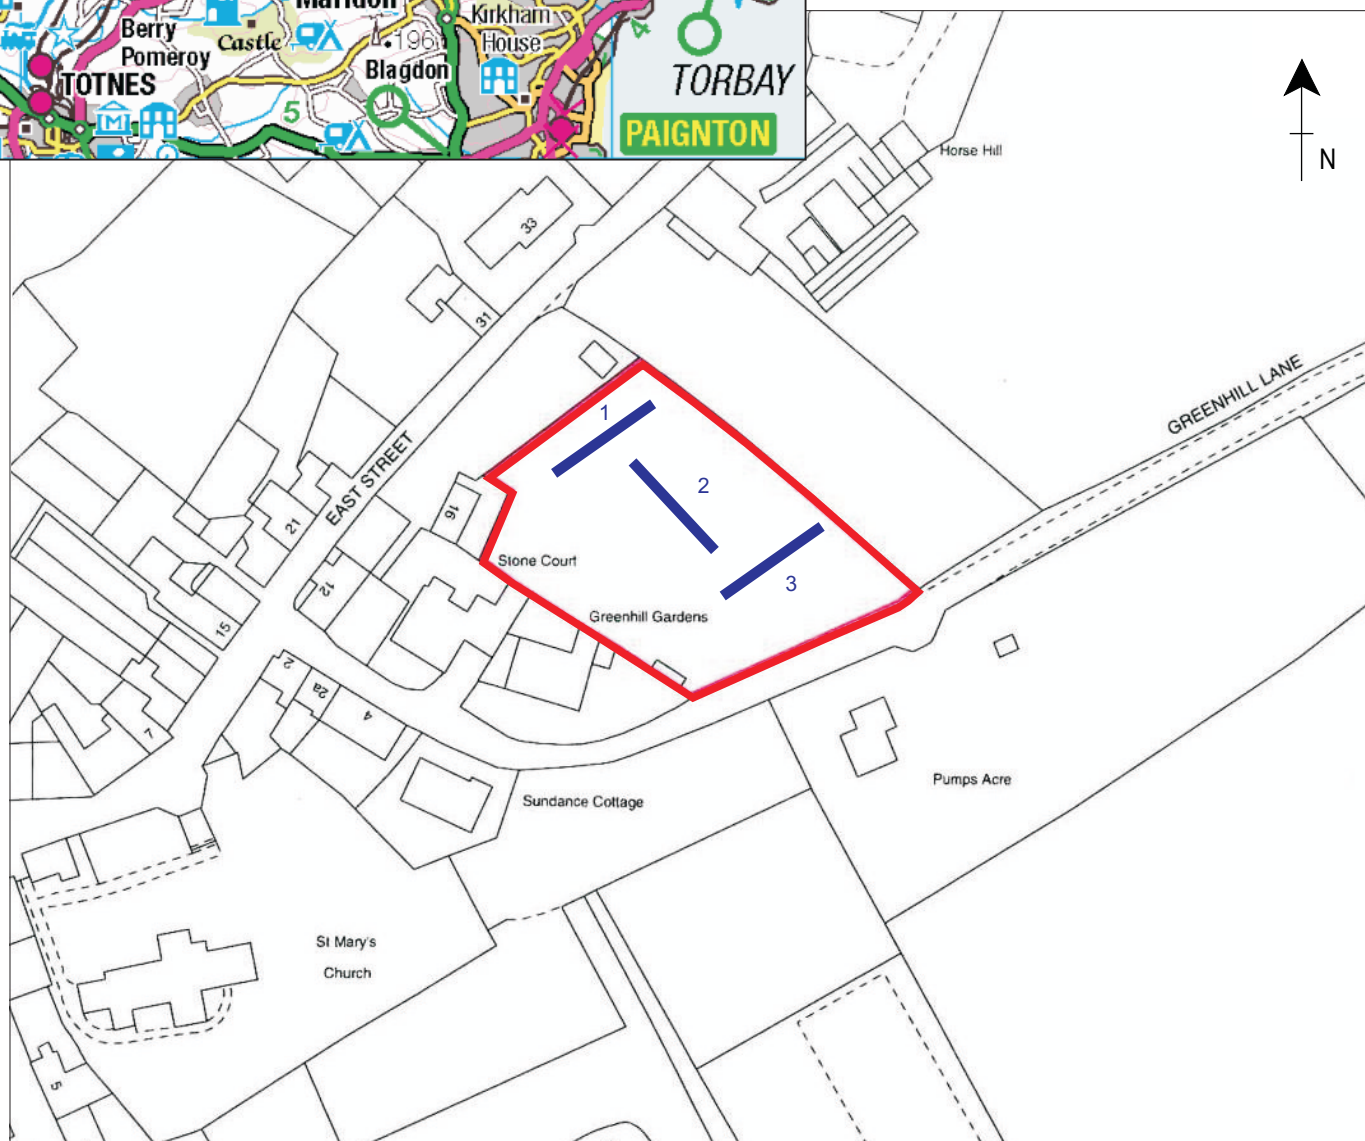 Berry
Pomeroy
Castle
196
Kirkham
House
TOTNES
Blagdon
5
4
TORBAY
PAIGNTON
N
Horse Hill
33
31
GREENHILL LANE
EAST STREET
1
2
3
16
21
Stone Court
12
Greenhill Gardens
15
2
2a
4
7
Pumps Acre
Sundance Cottage
St Mary's
Church
5